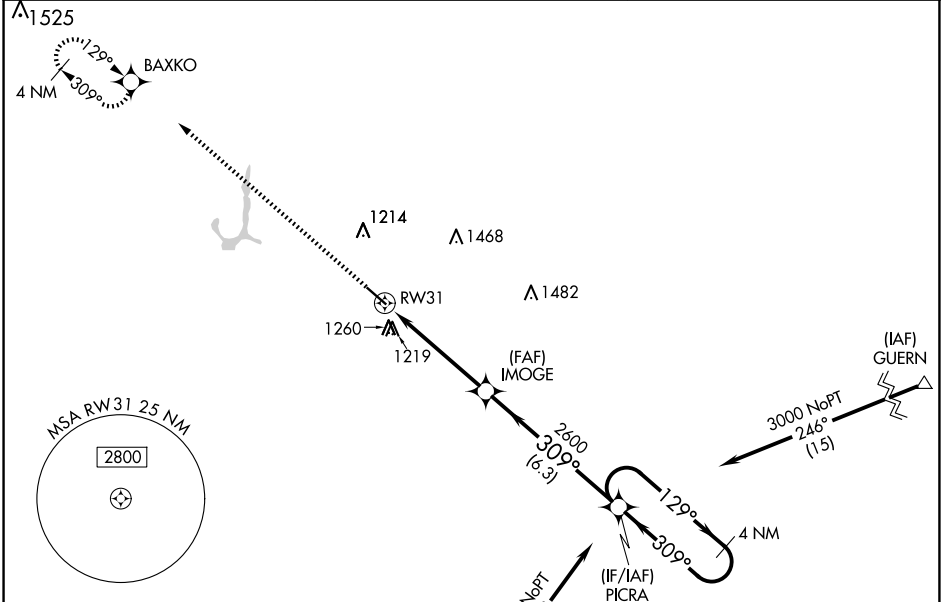 1525
129°
BAXKO
4 NM
309°
1214
1468
1482
RW31
1260
1219
(FAF)
IMOGE
(IAF)
GUERN
3000 NoPT
246°
(15)
2600
309°
(6.3)
MSA RW31 25 NM
2800
129°
4 NM
309°
(IF/IAF)
PICRA
NoPT